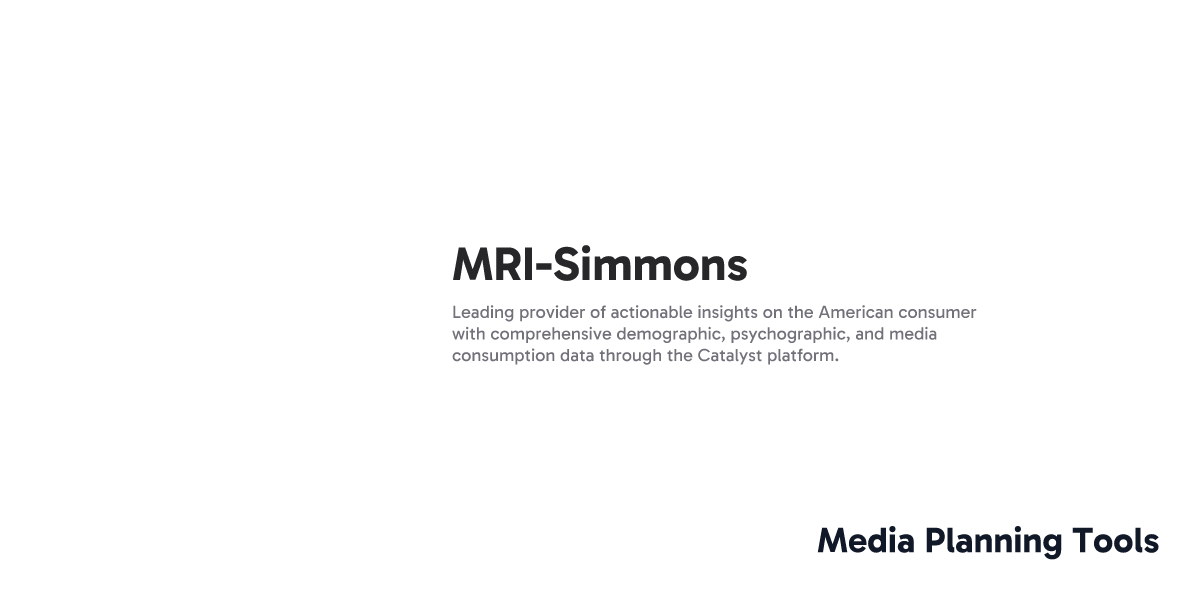 MRI-Simmons
Leading provider of actionable insights on the American consumer
with comprehensive demographic, psychographic, and media
consumption data through the Catalyst platform.
Media Planning Tools